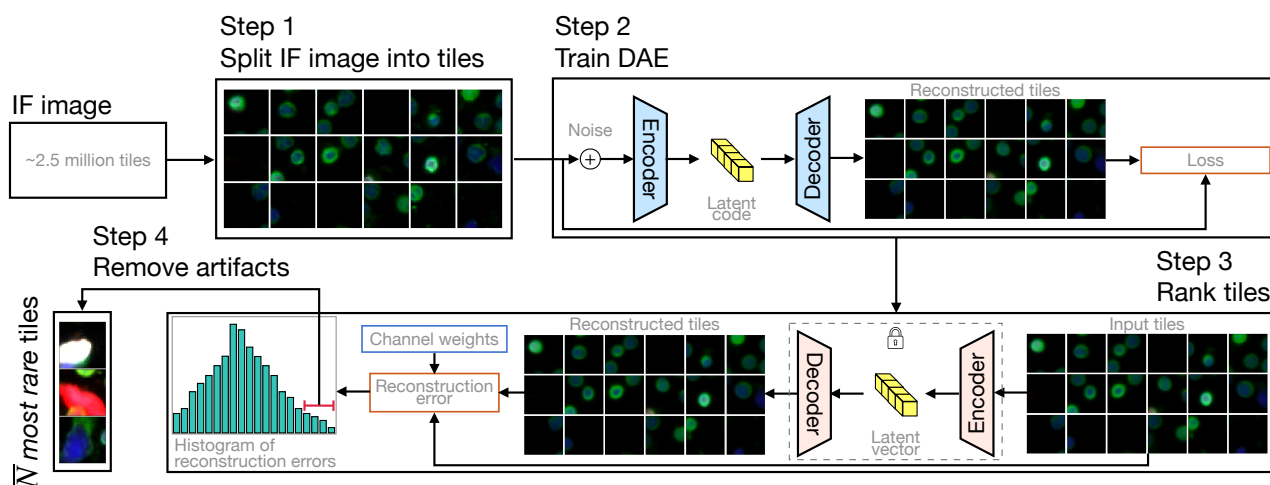 Step 1
Split IF image into tiles
Step 2
Train DAE
IF image
~2.5 million tiles
Noise
Encoder
Latent
code
Decoder
Reconstructed tiles
Loss
Step 4
Remove artifacts
Step 3
Rank tiles
N most rare tiles
Histogram of
reconstruction errors
Channel weights
Reconstruction
error
Reconstructed tiles
Decoder
Latent
vector
Encoder
Input tiles